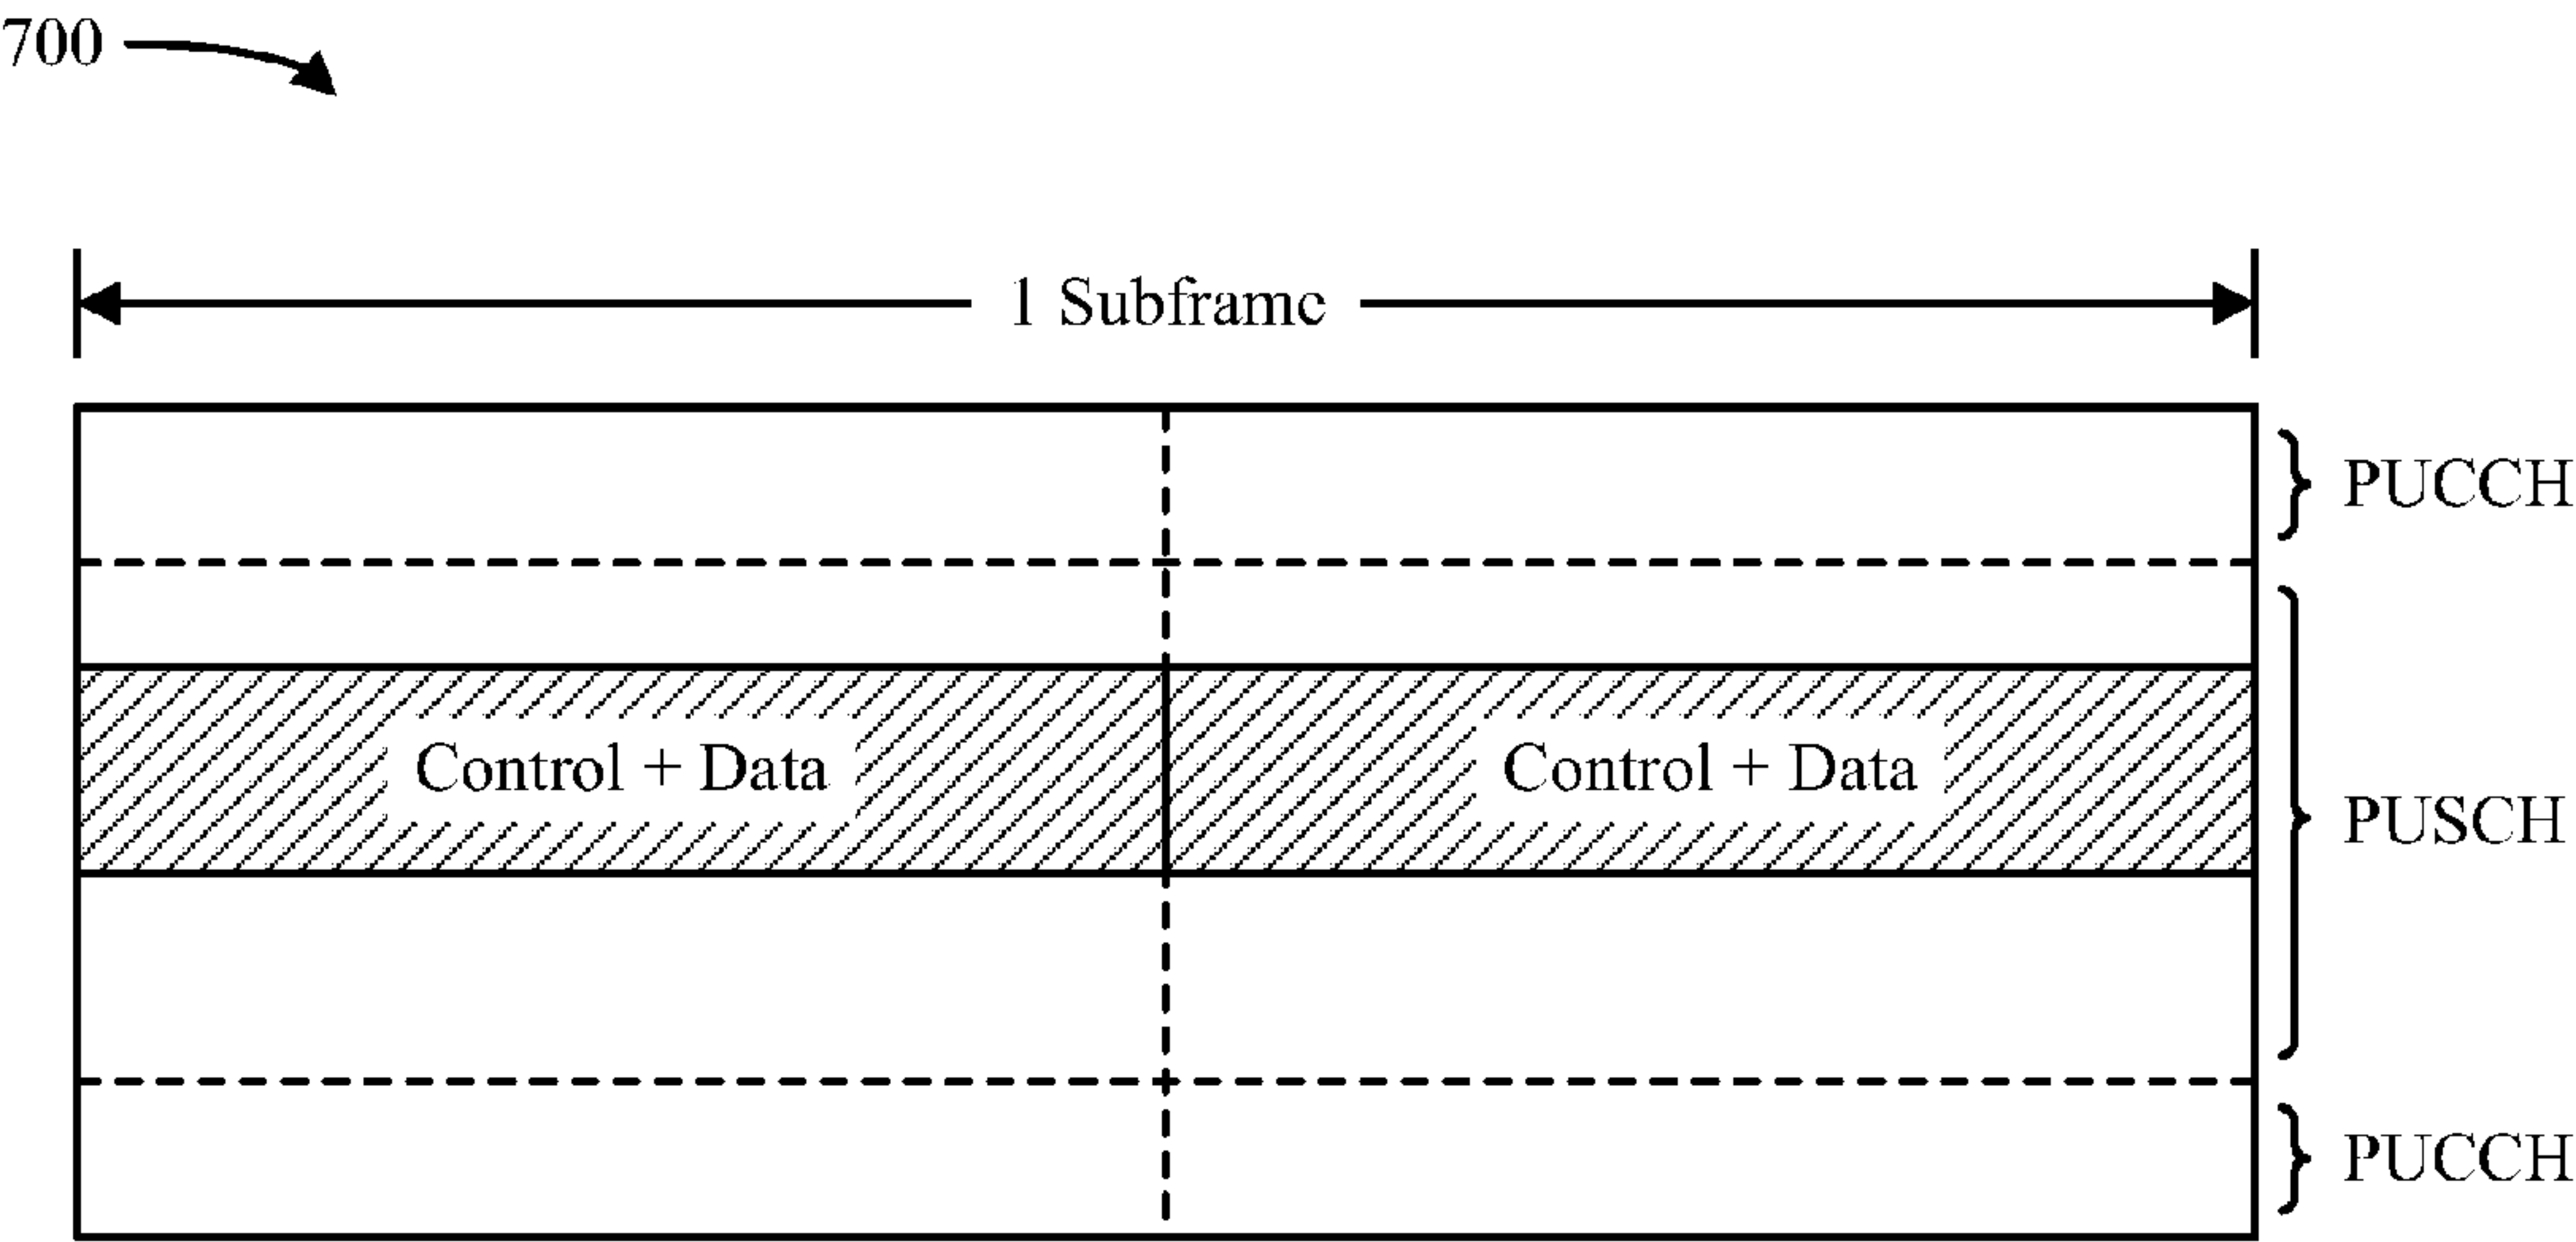 700
1 Subframe
PUCCH
Control + Data
Control + Data
PUSCH
PUCCH